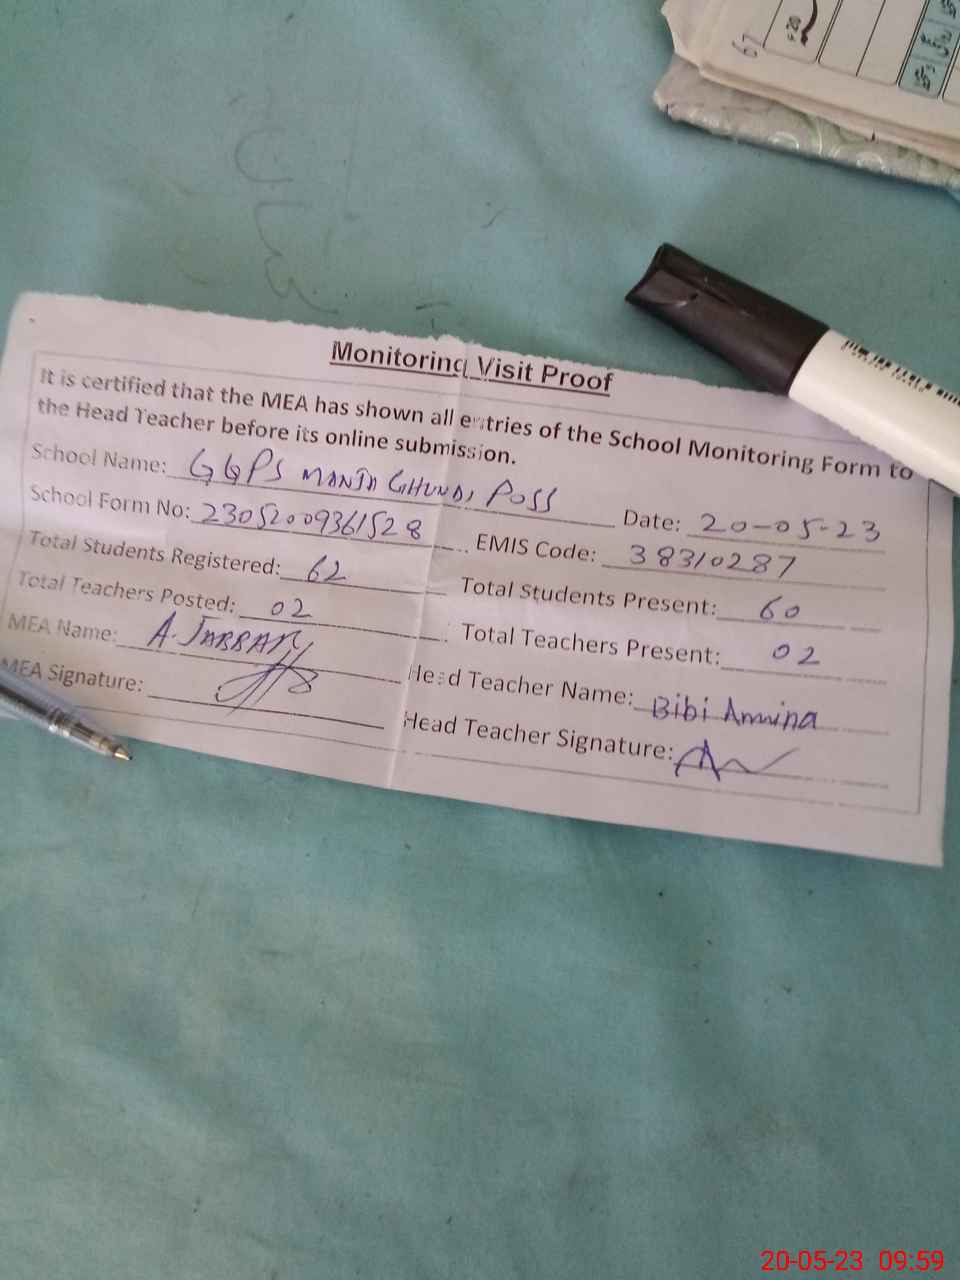 67
Monitoring Visit Proof
It is certified that the MEA has shown all entries of the School Monitoring Form to
the Head Teacher before its online submission.
School Name: GGPS MANJA GHUNDI POSS
Date: 20-05-23
School Form No: 23052009361528
EMIS Code: 38310287
Total Students Registered: 62
Total Students Present: 60
Total Teachers Posted: 02
Total Teachers Present: 02
MEA Name: A. JABBAR
Head Teacher Name: Bibi Amina
MEA Signature:
Head Teacher Signature:
20-05-23 09:59